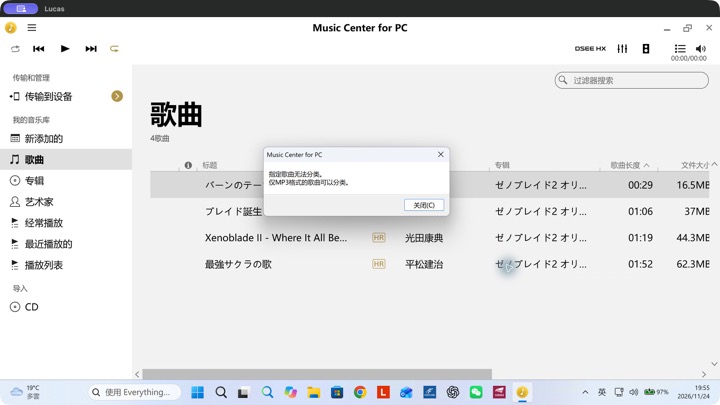 Lucas
Music Center for PC
DSEE HX
00:00/00:00
传输和管理
传输到设备
我的音乐库
新添加的
歌曲
专辑
艺术家
经常播放
最近播放的
播放列表
导入
CD
过滤器搜索
歌曲
4歌曲
标题
专辑
歌曲长度
文件大小
バーンのテー
ゼノブレイド2 オリ...
00:29
16.5MB
ブレイド誕生
ゼノブレイド2 オリ...
01:06
37MB
Xenoblade II - Where It All Be...
HR
光田康典
ゼノブレイド2 オリ...
01:19
44.3MB
最強サクラの歌
HR
平松建治
ゼノブレイド2 オリ...
01:52
62.3MB
Music Center for PC
指定歌曲无法分类。
仅MP3格式的歌曲可以分类。
关闭(C)
19°C
多云
使用 Everything...
英
97%
19:55
2026/11/24